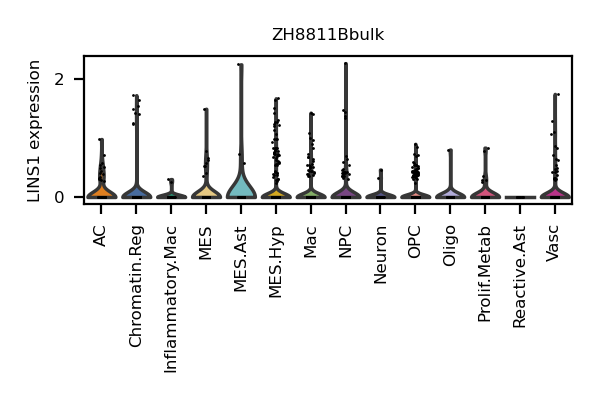 ZH8811Bbulk
LINS1 expression
2
0
AC
Chromatin.Reg
Inflammatory.Mac
MES
MES.Ast
MES.Hyp
Mac
NPC
Neuron
OPC
Oligo
Prolif.Metab
Reactive.Ast
Vasc